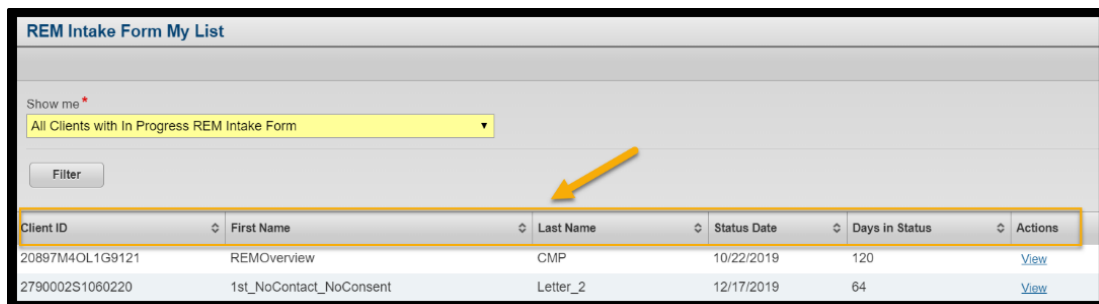 REM Intake Form My List
Show me *
All Clients with In Progress REM Intake Form
Filter
Client ID First Name Last Name Status Date Days in Status Actions
20897M4OL1G9121 REMOverview CMP 10/22/2019 120 View
2790002S1060220 1st_NoContact_NoConsent Letter_2 12/17/2019 64 View